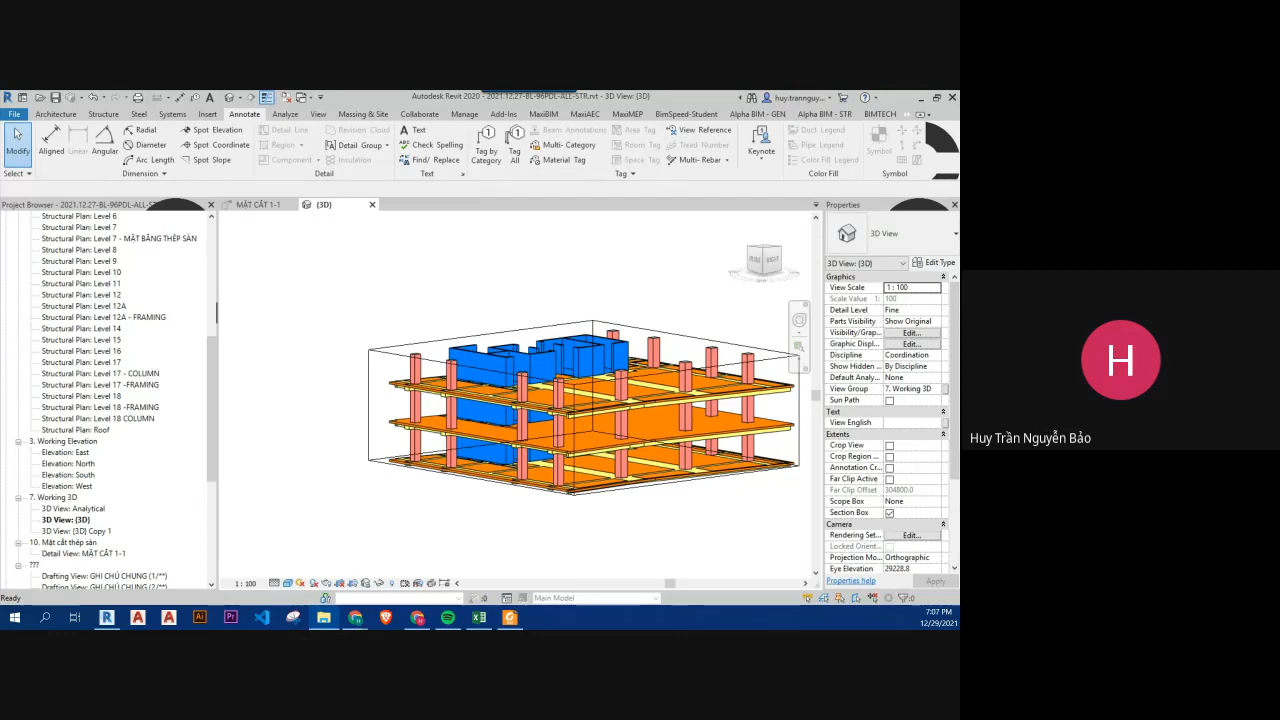 Autodesk Revit 2020 - 2021.12.27-BL-96PDL-ALL-STR.rvt - 3D View: {3D}
huy.trannguy...
File Architecture Structure Steel Systems Insert Annotate Analyze View Massing & Site Collaborate Manage Add-Ins MaxiBIM MaxiAEC MaxiMEP BimSpeed-Student Alpha BIM - GEN Alpha BIM - STR BIMTECH
Modify Aligned Linear Angular Radial Diameter Arc Length
Spot Elevation Spot Coordinate Spot Slope
Detail Line Region Component Revision Cloud Detail Group Insulation
Text Check Spelling Find/ Replace
Tag by Category Tag All Beam Annotations Multi- Category Material Tag
Area Tag Room Tag Space Tag View Reference Tread Number Multi- Rebar
Keynote Duct Legend Pipe Legend Color Fill Legend Symbol
Select Dimension Detail Text Tag Color Fill Symbol
Project Browser - 2021.12.27-BL-96PDL-ALL-ST
MẶT CẮT 1-1 {3D} Properties
Structural Plan: Level 6
Structural Plan: Level 7
Structural Plan: Level 7 - MẶT BẰNG THÉP SÀN
Structural Plan: Level 8
Structural Plan: Level 9
Structural Plan: Level 10
Structural Plan: Level 11
Structural Plan: Level 12
Structural Plan: Level 12A
Structural Plan: Level 12A - FRAMING
Structural Plan: Level 14
Structural Plan: Level 15
Structural Plan: Level 16
Structural Plan: Level 17
Structural Plan: Level 17 - COLUMN
Structural Plan: Level 17 -FRAMING
Structural Plan: Level 18
Structural Plan: Level 18 -FRAMING
Structural Plan: Level 18 COLUMN
Structural Plan: Roof
3. Working Elevation
Elevation: East
Elevation: North
Elevation: South
Elevation: West
7. Working 3D
3D View: Analytical
3D View: {3D}
3D View: {3D} Copy 1
10. Mặt cắt thép sàn
Detail View: MẶT CẮT 1-1
???
Drafting View: GHI CHÚ CHUNG (1/**)
Drafting View: GHI CHÚ CHUNG (2/**)
3D View
3D View: {3D} Edit Type
Graphics
View Scale 1 : 100
Scale Value 1: 100
Detail Level Fine
Parts Visibility Show Original
Visibility/Grap... Edit...
Graphic Displ... Edit...
Discipline Coordination
Show Hidden ... By Discipline
Default Analy... None
View Group 7. Working 3D
Sun Path
Text
View English
Extents
Crop View
Crop Region ...
Annotation Cr...
Far Clip Active
Far Clip Offset 304800.0
Scope Box None
Section Box
Camera
Rendering Set... Edit...
Locked Orient...
Projection Mo... Orthographic
Eye Elevation 29228.8
Properties help Apply
1 : 100
Ready :0 Main Model :0
7:07 PM
12/29/2021
H
Huy Trần Nguyễn Bảo